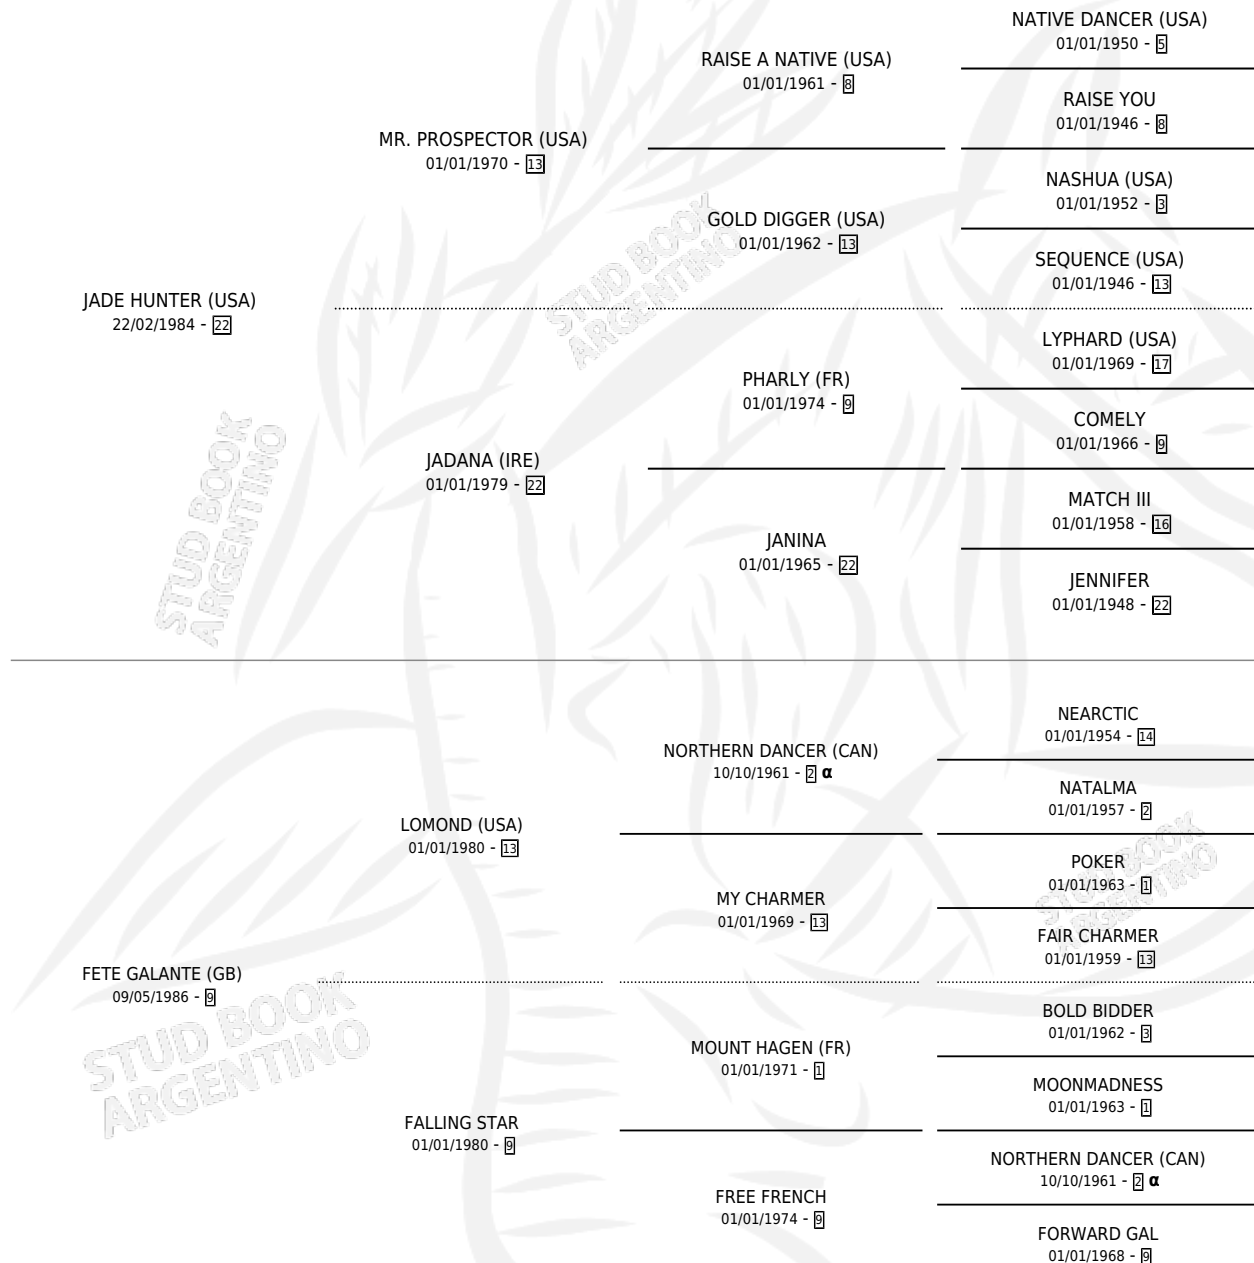 NATIVE DANCER (USA)
01/01/1950 - 5
RAISE A NATIVE (USA)
01/01/1961 - 8
RAISE YOU
01/01/1946 - 8
MR. PROSPECTOR (USA)
01/01/1970 - 13
NASHUA (USA)
01/01/1952 - 3
GOLD DIGGER (USA)
01/01/1962 - 13
SEQUENCE (USA)
01/01/1946 - 13
JADE HUNTER (USA)
22/02/1984 - 22
LYPHARD (USA)
01/01/1969 - 17
PHARLY (FR)
01/01/1974 - 9
COMELY
01/01/1966 - 9
JADANA (IRE)
01/01/1979 - 22
MATCH III
01/01/1958 - 16
JANINA
01/01/1965 - 22
JENNIFER
01/01/1948 - 22
NEARCTIC
01/01/1954 - 14
NORTHERN DANCER (CAN)
10/10/1961 - 2 α
NATALMA
01/01/1957 - 2
LOMOND (USA)
01/01/1980 - 13
POKER
01/01/1963 - 1
MY CHARMER
01/01/1969 - 13
FAIR CHARMER
01/01/1959 - 13
FETE GALANTE (GB)
09/05/1986 - 9
BOLD BIDDER
01/01/1962 - 3
MOUNT HAGEN (FR)
01/01/1971 - 1
MOONMADNESS
01/01/1963 - 1
FALLING STAR
01/01/1980 - 9
NORTHERN DANCER (CAN)
10/10/1961 - 2 α
FREE FRENCH
01/01/1974 - 9
FORWARD GAL
01/01/1968 - 9
STUD BOOK
ARGENTINO
STUD BOOK
ARGENTINO
STUD BOOK
ARGENTINO
STUD BOOK
ARGENTINO